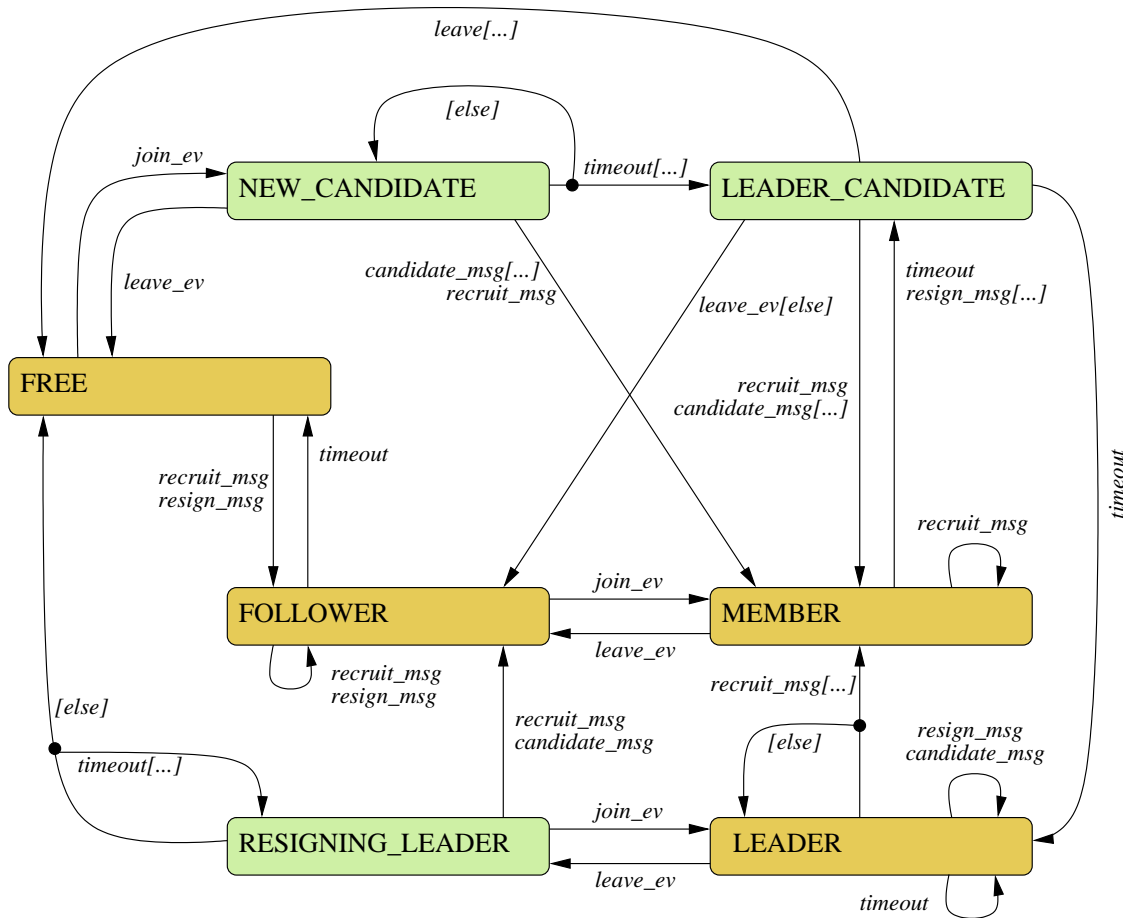 leave[...]
[else]
join_ev
timeout[...]
NEW_CANDIDATE
LEADER_CANDIDATE
leave_ev
candidate_msg[...]
recruit_msg
leave_ev[else]
timeout
resign_msg[...]
FREE
recruit_msg
candidate_msg[...]
timeout
recruit_msg
resign_msg
timeout
recruit_msg
join_ev
FOLLOWER
MEMBER
leave_ev
recruit_msg
resign_msg
recruit_msg[...]
[else]
recruit_msg
candidate_msg
[else]
resign_msg
candidate_msg
timeout[...]
join_ev
RESIGNING_LEADER
LEADER
leave_ev
timeout